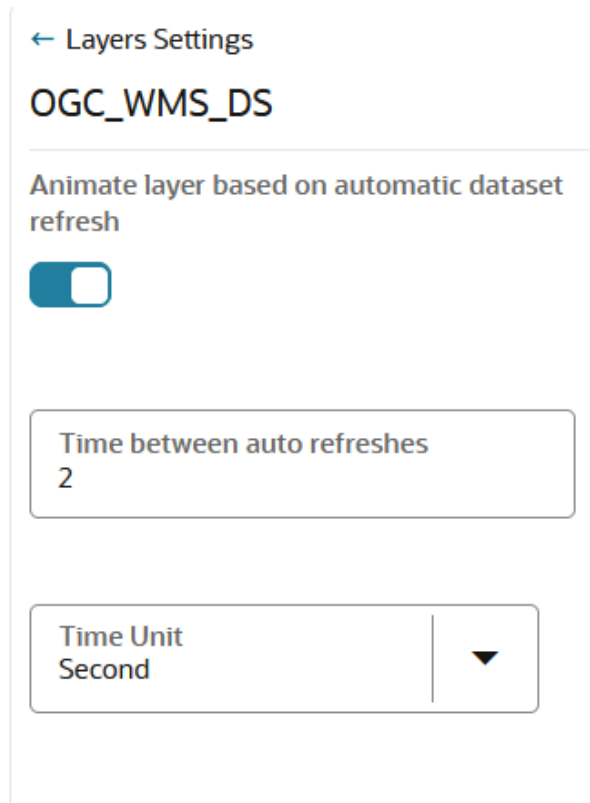 ← Layers Settings
OGC_WMS_DS
Animate layer based on automatic dataset
refresh
Time between auto refreshes
2
Time Unit
Second